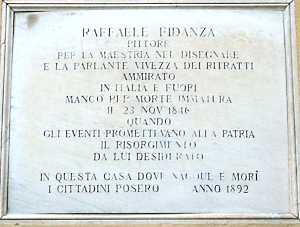 RAFFAELE FIDANZA
PITTORE
PER LA MAESTRIA NEL DISEGNARE
E LA PARLANTE VIVEZZA DEI RITRATTI
AMMIRATO
IN ITALIA E FUORI
MANCÒ PER MORTE IMMATURA
IL 23 NOV 1846
QUANDO
GLI EVENTI PROMETTEVANO ALLA PATRIA
IL RISORGIMENTO
DA LUI DESIDERATO
IN QUESTA CASA DOVE NACQUE E MORÌ
I CITTADINI POSERO ANNO 1892